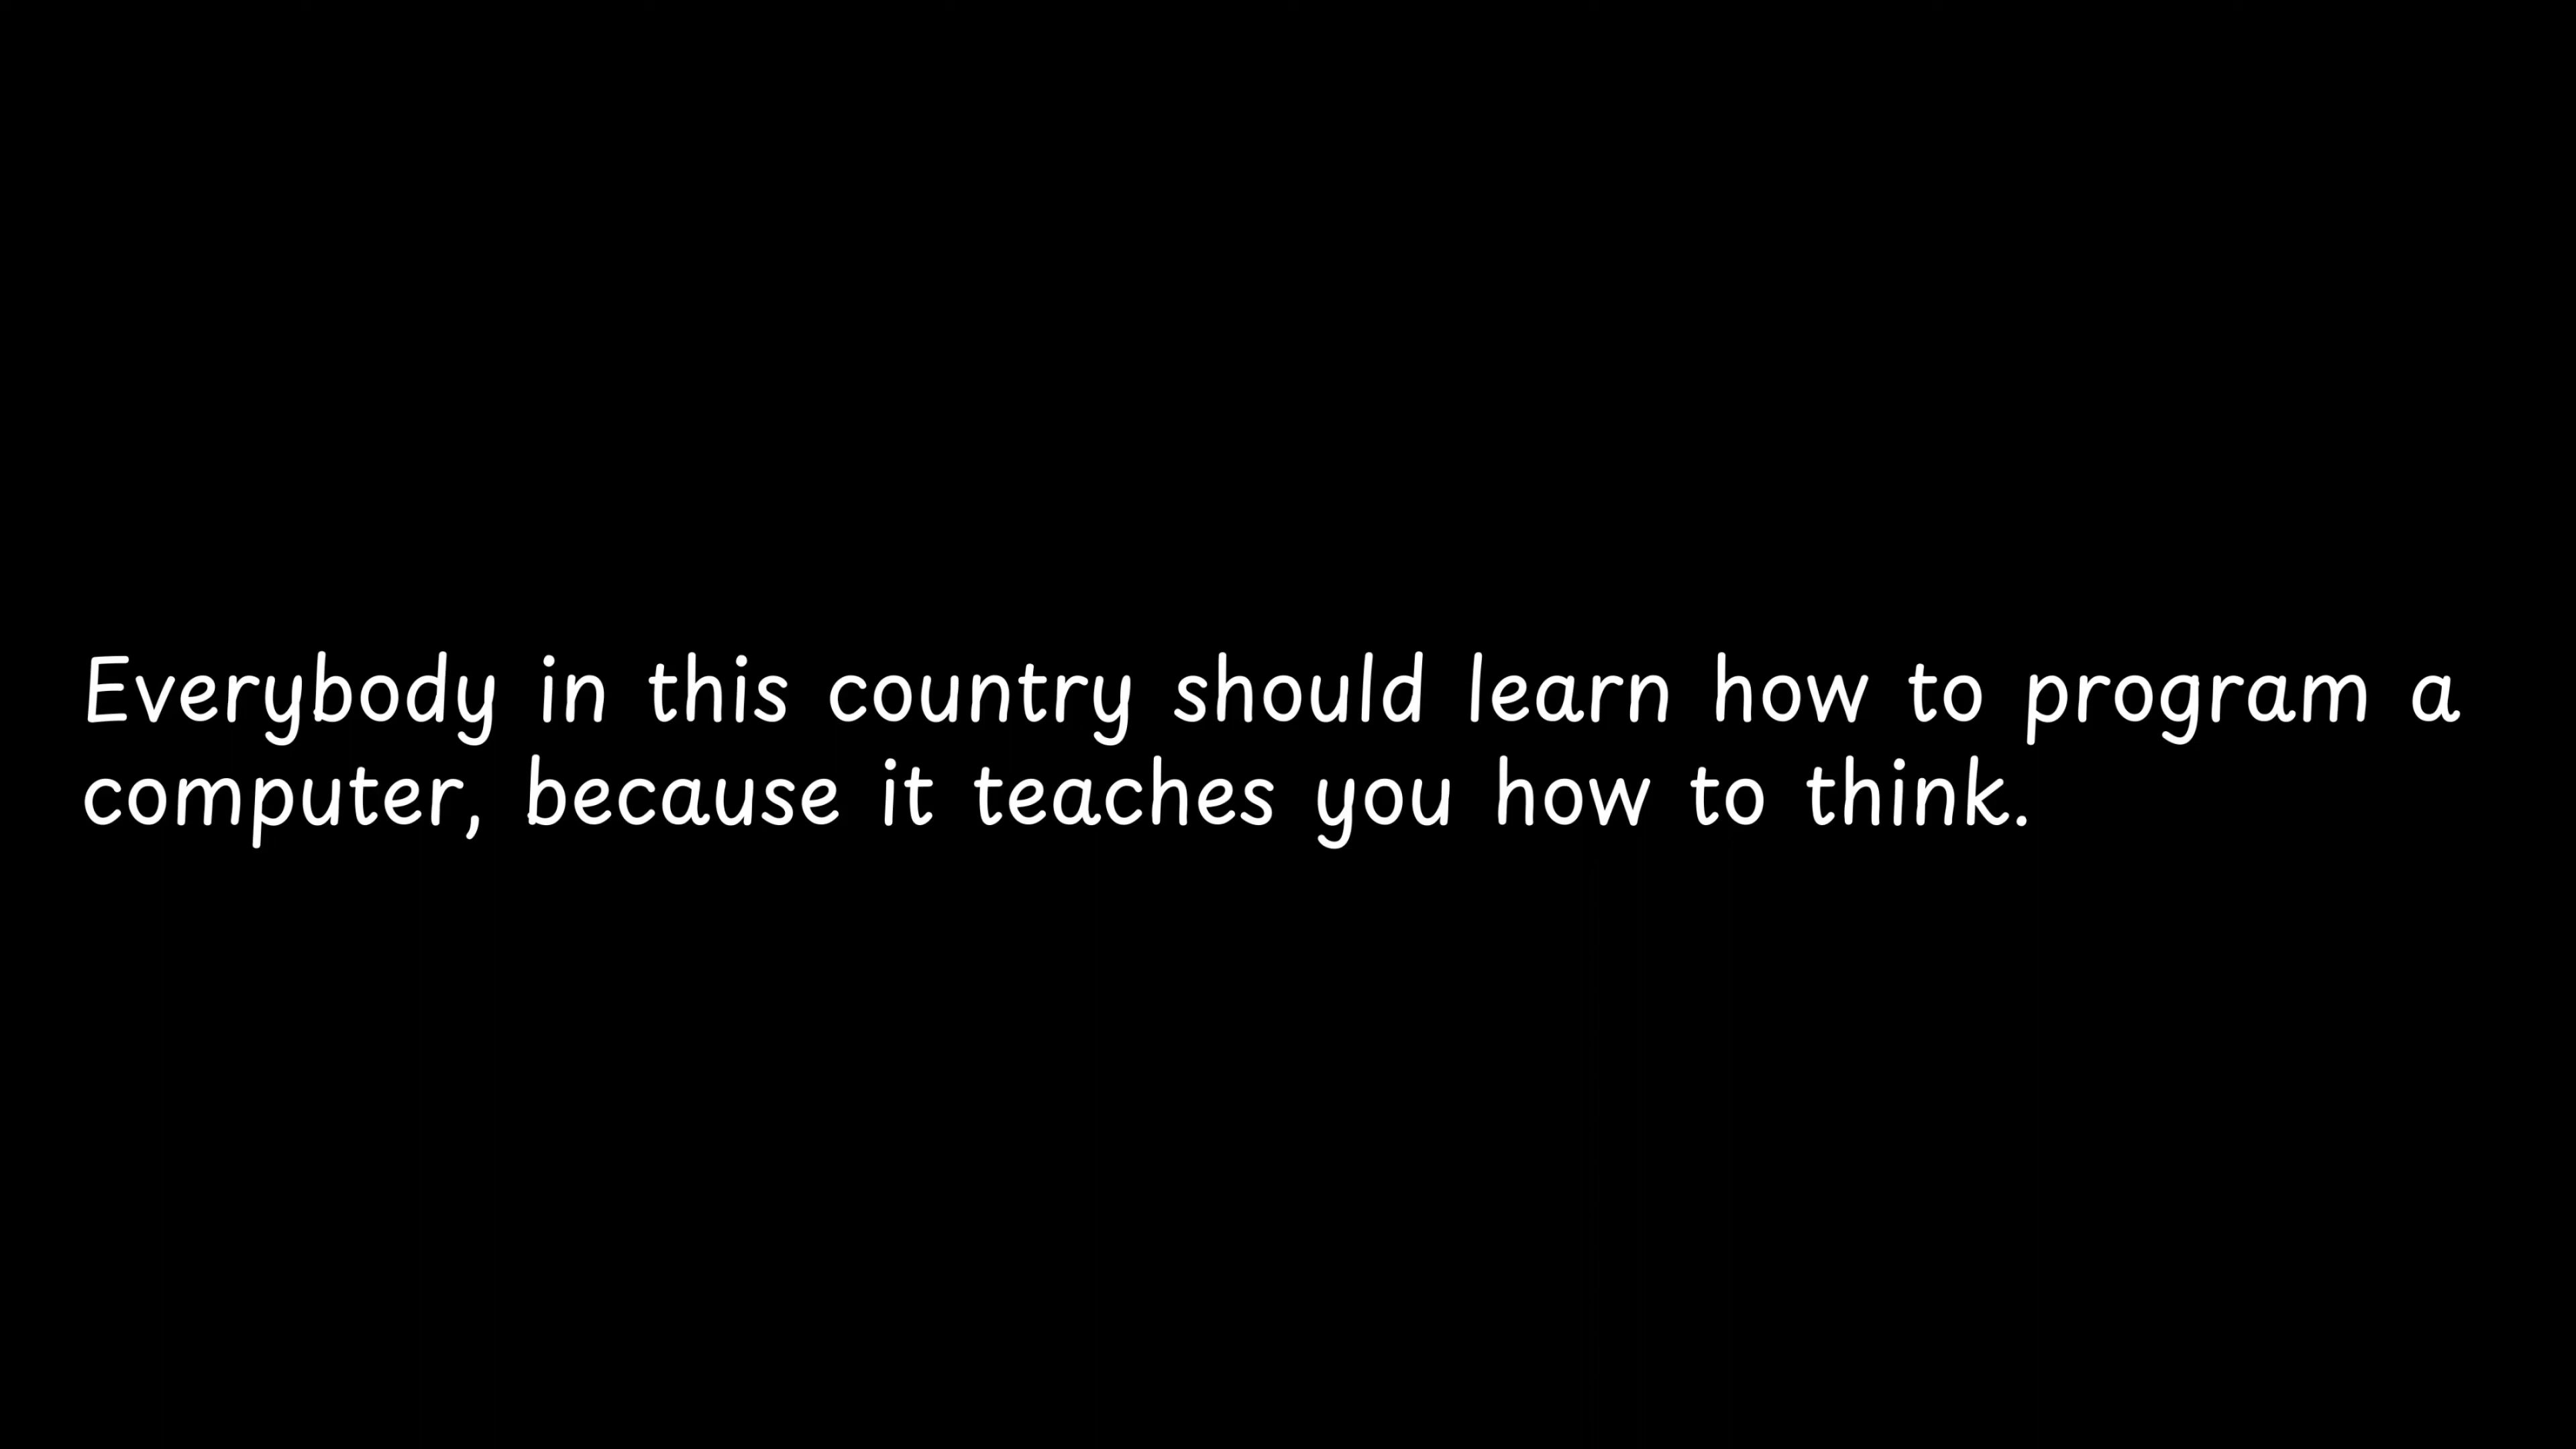 Everybody in this country should learn how to program a
computer, because it teaches you how to think.